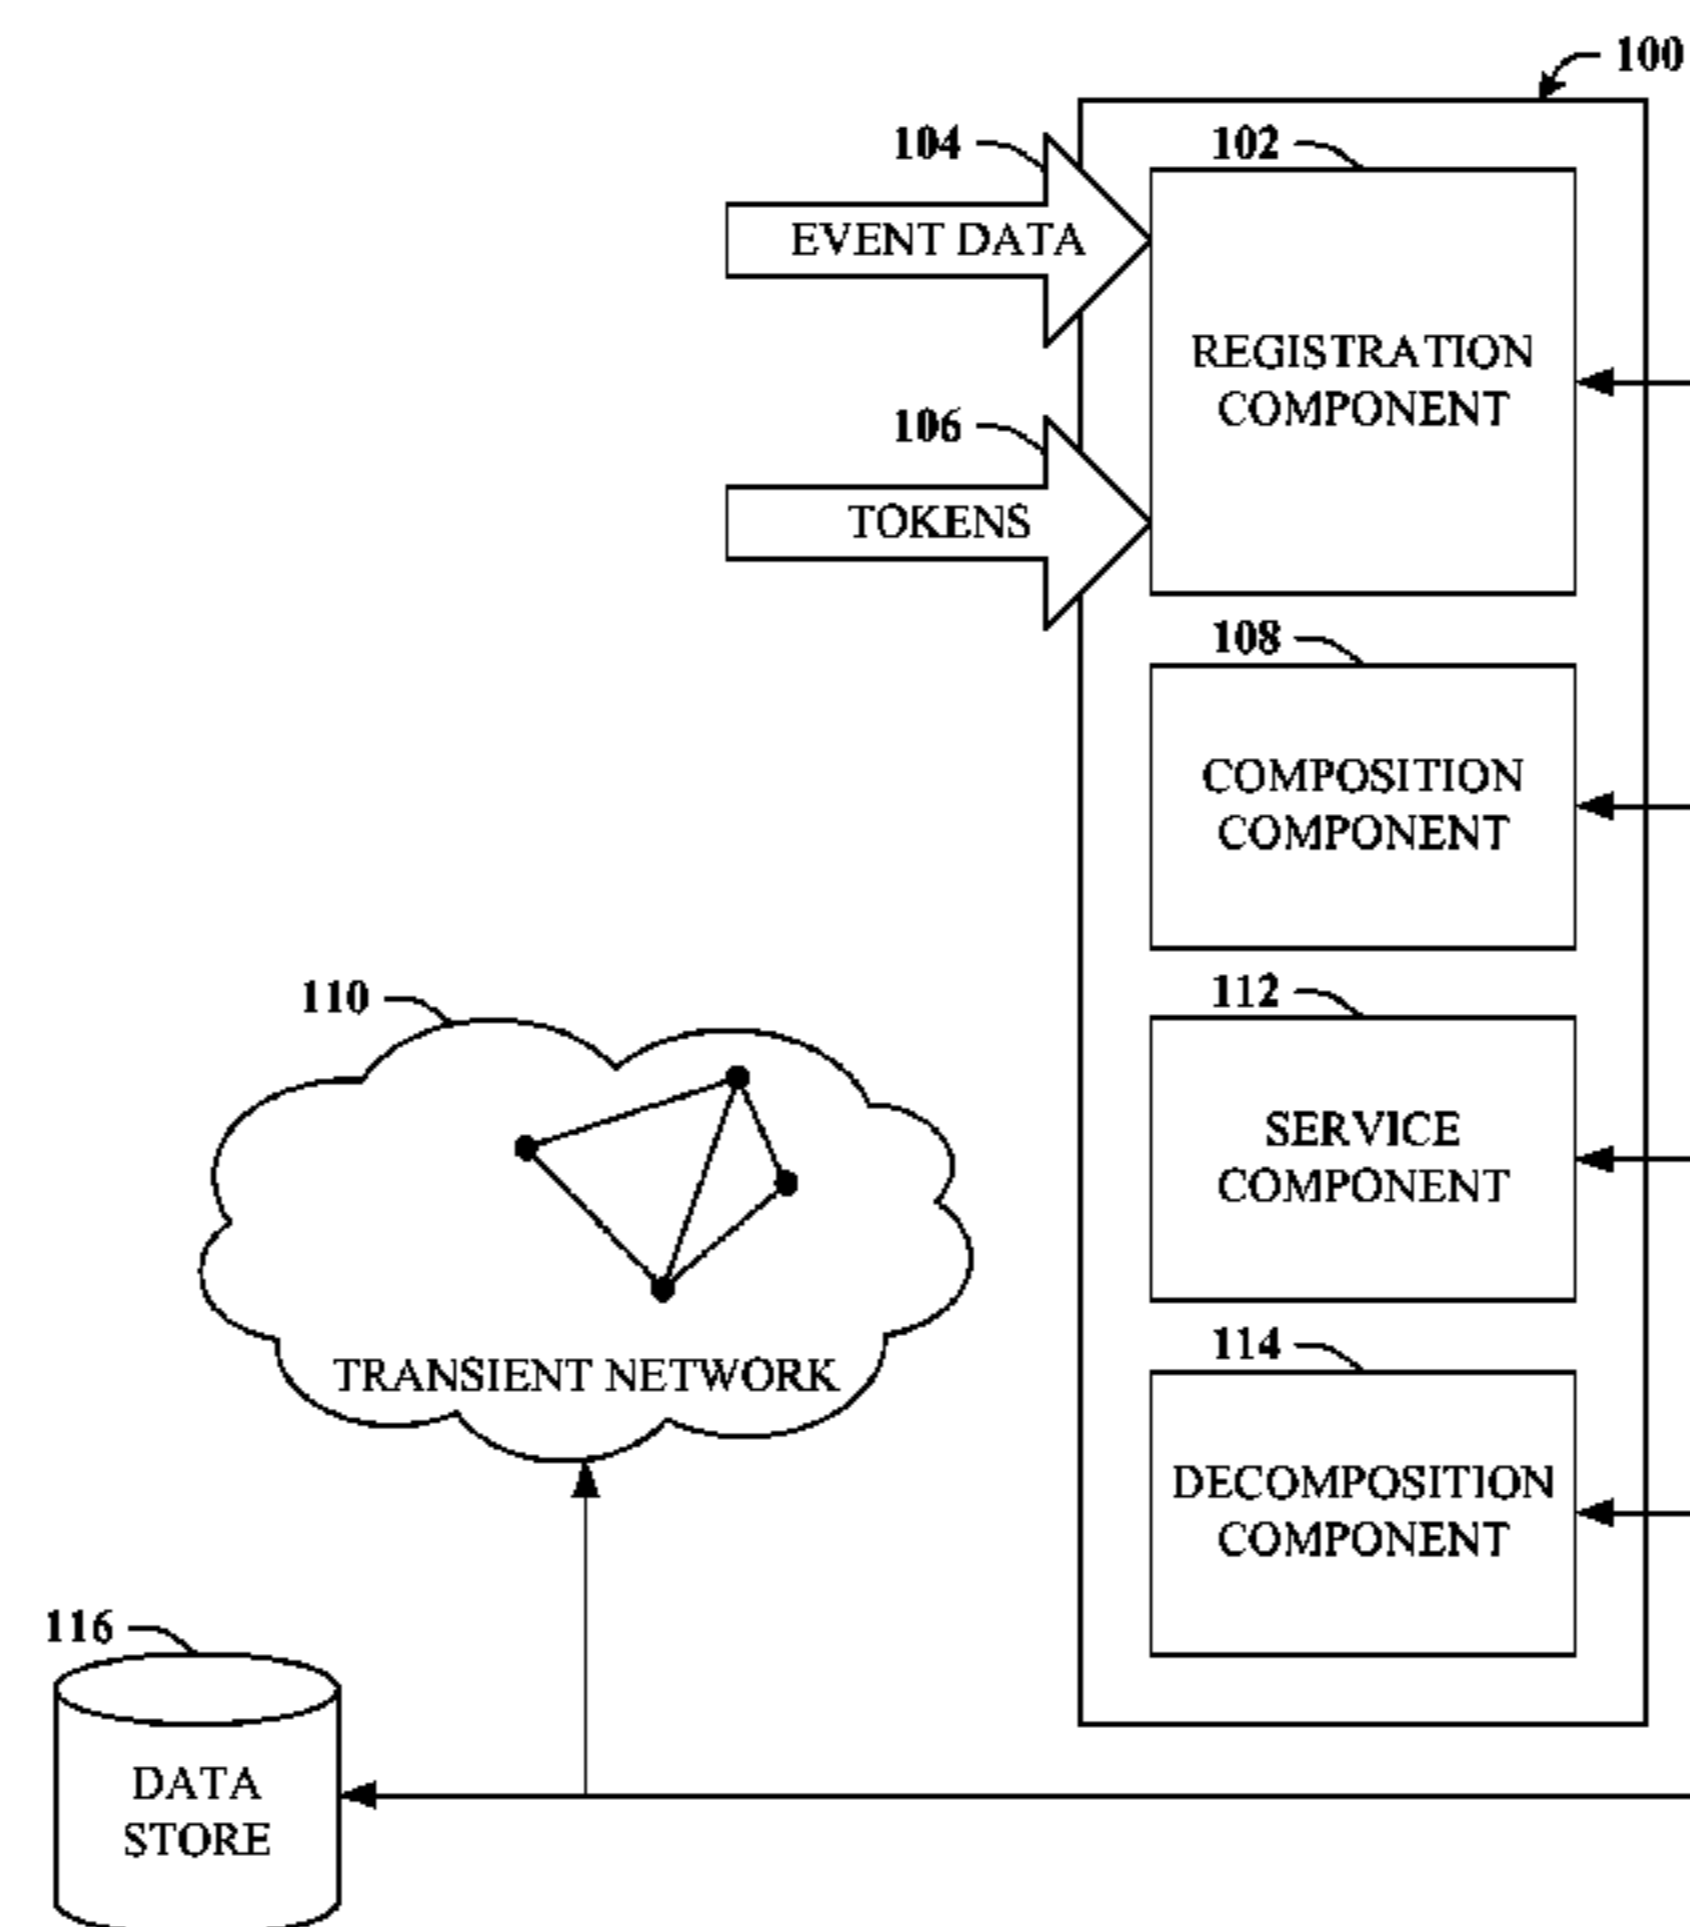 100
104
102
EVENT DATA
REGISTRATION
COMPONENT
106
TOKENS
108
COMPOSITION
COMPONENT
110
112
SERVICE
COMPONENT
TRANSIENT NETWORK
114
DECOMPOSITION
COMPONENT
116
DATA
STORE